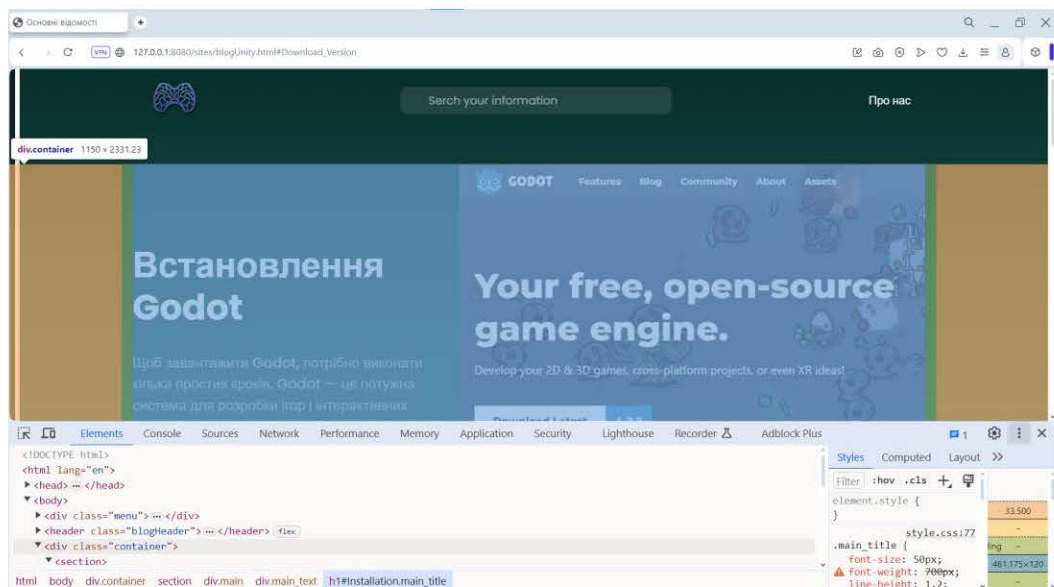 Основні відомості
VPN 127.0.0.1:8080/sites/blogUnity.html#Download_Version
Serch your information
Про нас
div.container 1150 × 2331.23
GODOT Features Blog Community About Assets
Встановлення
Godot
Your free, open-source
game engine.
Щоб завантажити Godot, потрібно виконати
кілька простих кроків. Godot — це потужна
система для розробки ігор і інтерактивних
Develop your 2D & 3D games, cross-platform projects, or even XR ideas!
Download Latest
Elements Console Sources Network Performance Memory Application Security Lighthouse Recorder Adblock Plus 1
<!DOCTYPE html>
<html lang="en">
<head> … </head>
<body>
<div class="menu"> … </div>
<header class="blogHeader"> … </header> flex
<div class="container">
<section>
html body div.container section div.main div.main_text h1#Installation.main_title
Styles Computed Layout >>
Filter :hov .cls +
element.style {
}
style.css:77
.main_title {
font-size: 50px;
font-weight: 700px;
line-height: 1.2;
33.500
–
ing –
461.175×120